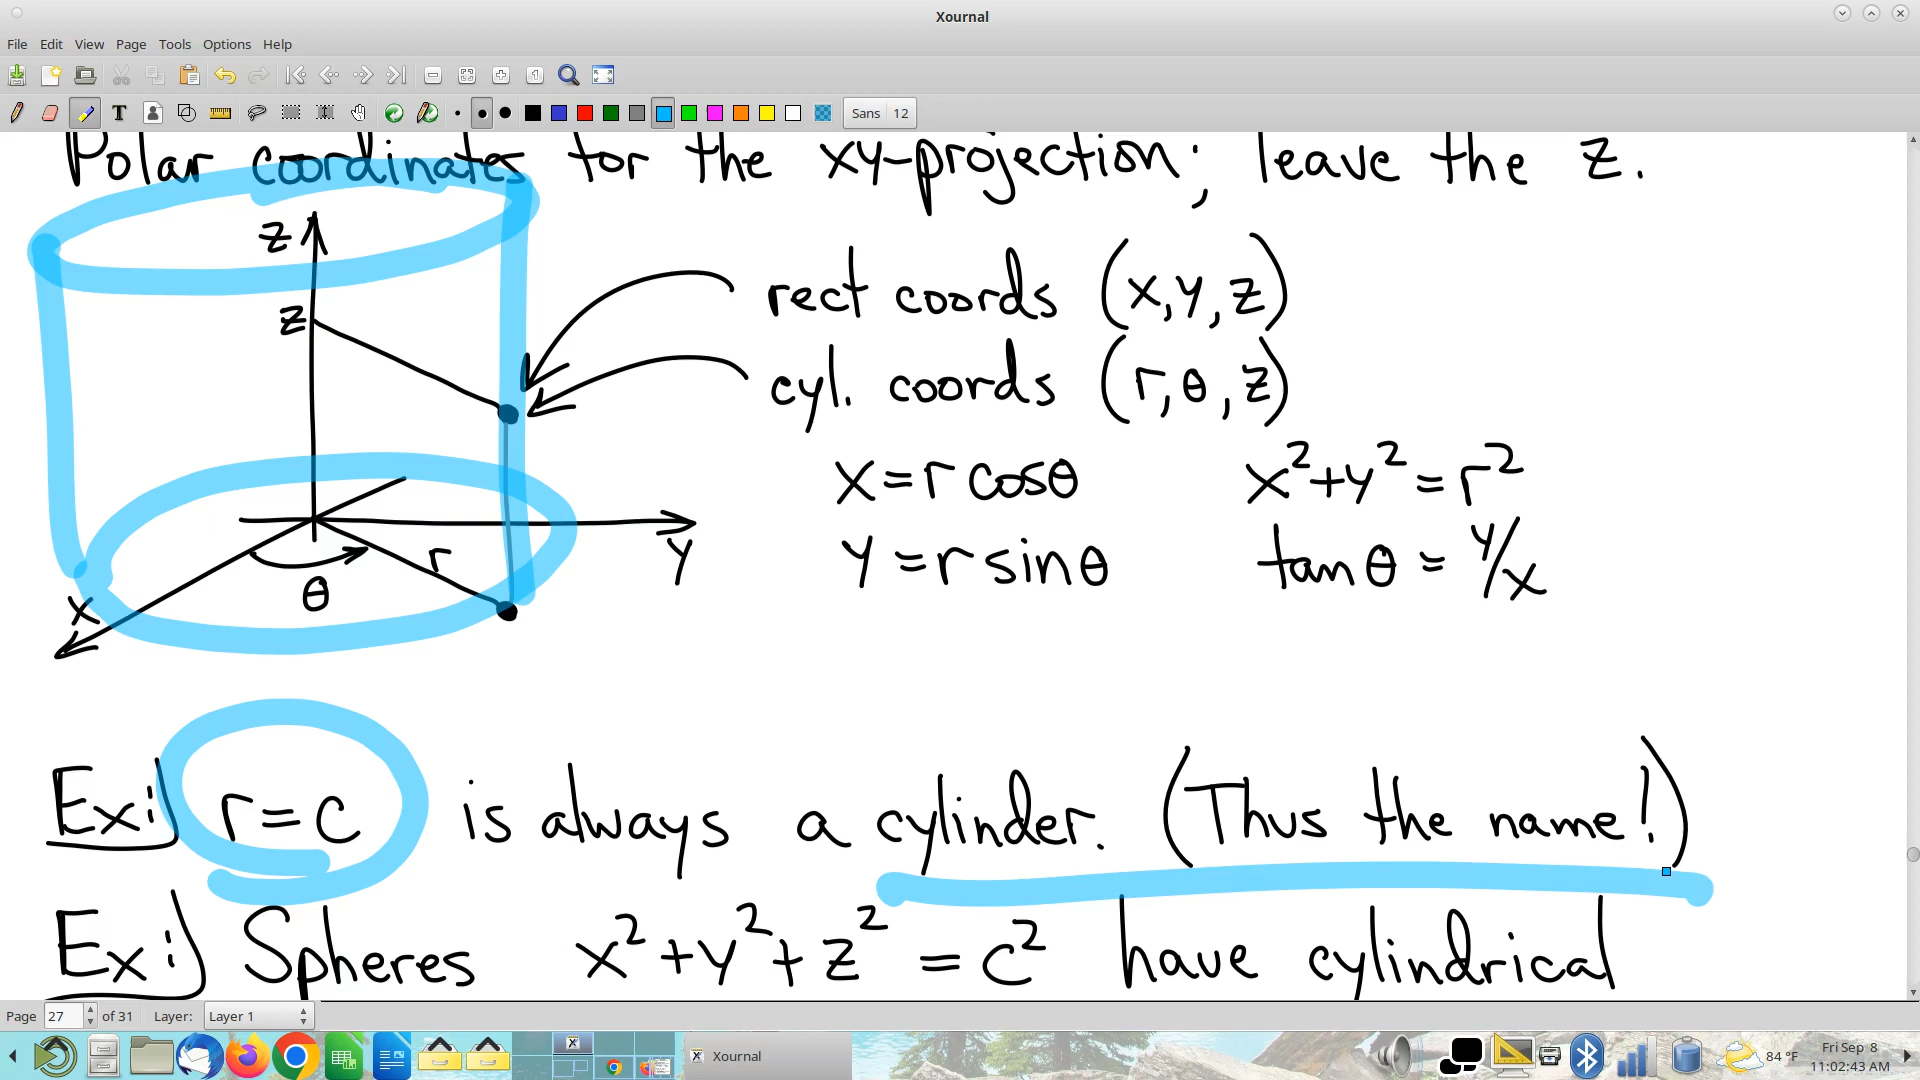 Xournal
File Edit View Page Tools Options Help
T Sans 12
Polar coordinates for the xy-projection; leave the z.
z
z
rect coords (x,y,z)
cyl. coords (r,θ,z)
x=r cosθ x²+y²=r²
y=r sinθ tanθ = y/x
r
y
θ
x
Ex: r=c is always a cylinder. (Thus the name!)
Ex: Spheres x²+y²+z² = c² have cylindrical
Page 27 of 31 Layer: Layer 1
Xournal 84 °F Fri Sep 8
11:02:43 AM